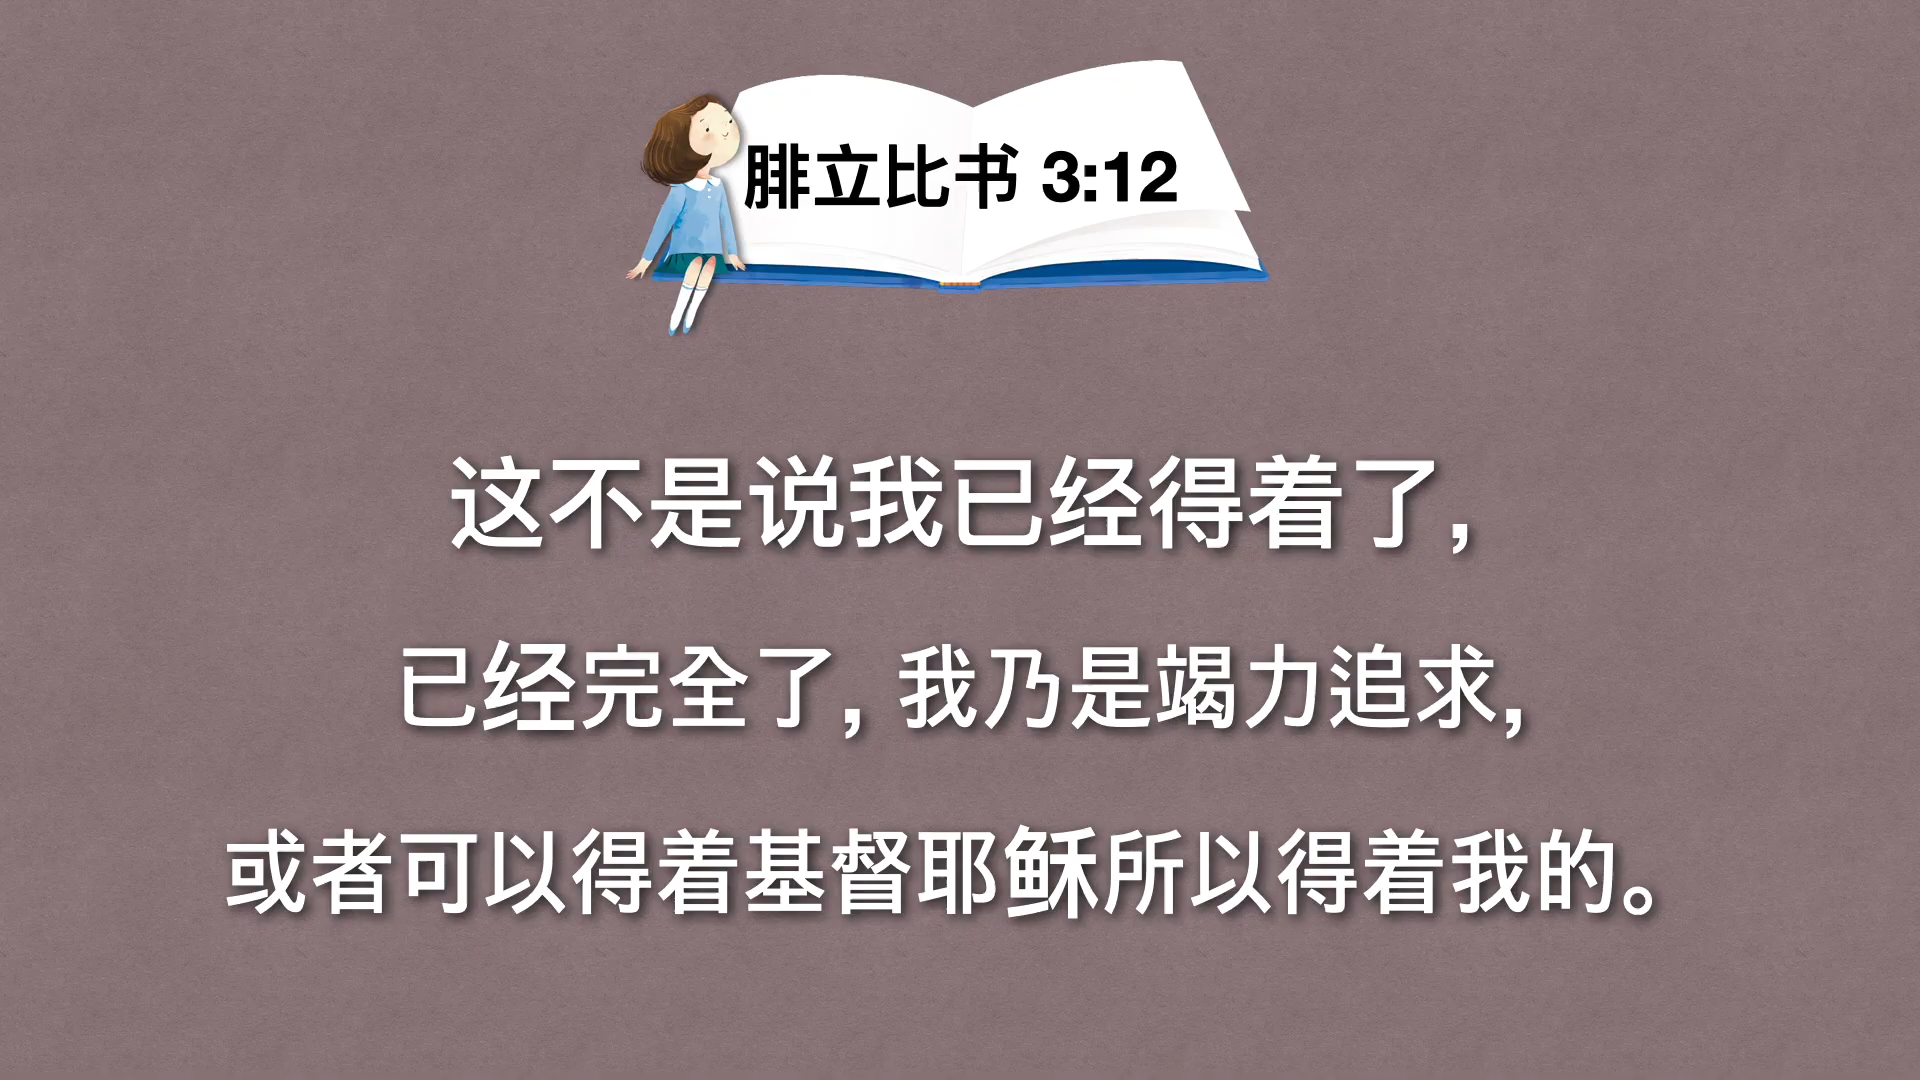 腓立比书 3:12
这不是说我已经得着了，
已经完全了，我乃是竭力追求，
或者可以得着基督耶稣所以得着我的。